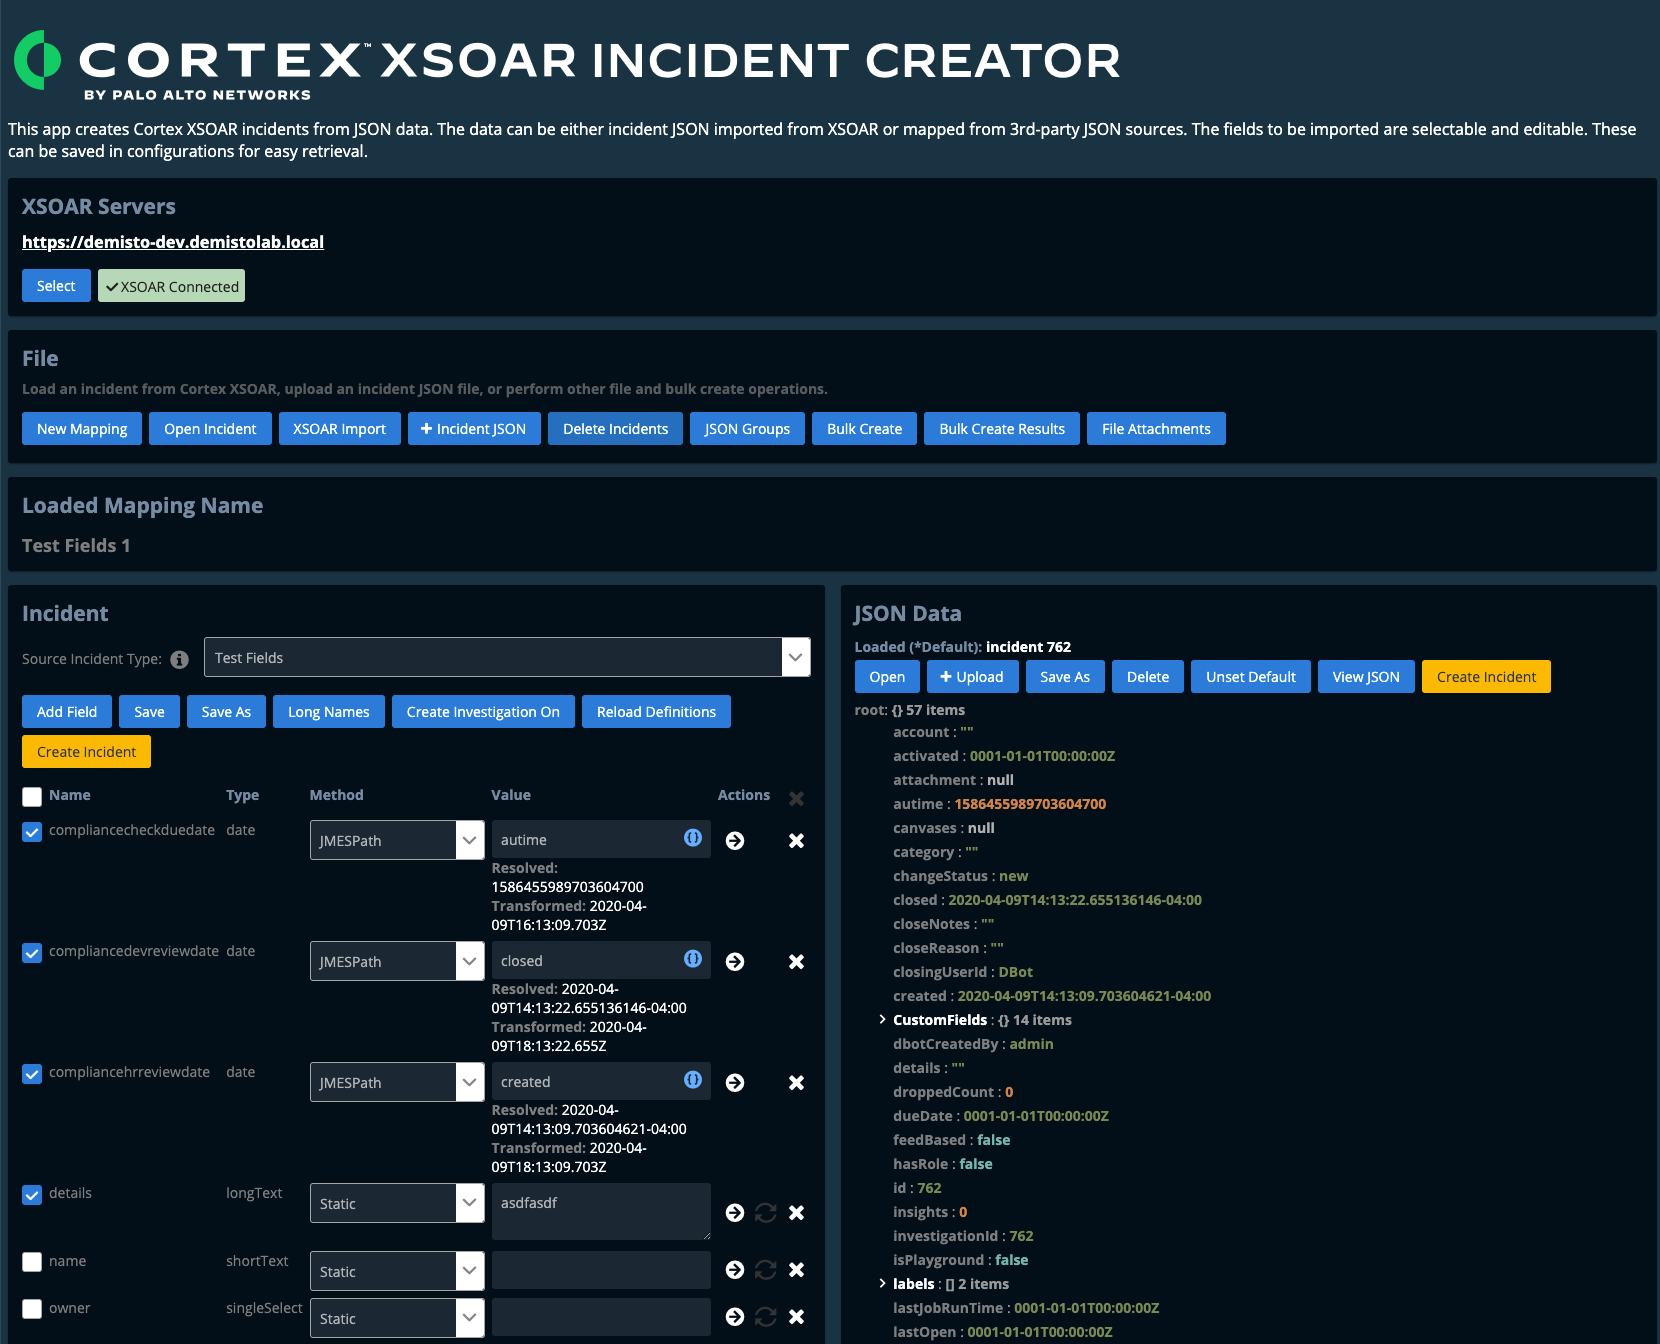 CORTEX™ XSOAR INCIDENT CREATOR
BY PALO ALTO NETWORKS
This app creates Cortex XSOAR incidents from JSON data. The data can be either incident JSON imported from XSOAR or mapped from 3rd-party JSON sources. The fields to be imported are selectable and editable. These
can be saved in configurations for easy retrieval.
XSOAR Servers
https://demisto-dev.demistolab.local
Select XSOAR Connected
File
Load an incident from Cortex XSOAR, upload an incident JSON file, or perform other file and bulk create operations.
New Mapping Open Incident XSOAR Import + Incident JSON Delete Incidents JSON Groups Bulk Create Bulk Create Results File Attachments
Loaded Mapping Name
Test Fields 1
Incident
Source Incident Type: Test Fields
Add Field Save Save As Long Names Create Investigation On Reload Definitions
Create Incident
Name Type Method Value Actions
compliancecheckduedate date JMESPath autime
Resolved:
1586455989703604700
Transformed: 2020-04-
09T16:13:09.703Z
compliancedevreviewdate date JMESPath closed
Resolved: 2020-04-
09T14:13:22.655136146-04:00
Transformed: 2020-04-
09T18:13:22.655Z
compliancehrreviewdate date JMESPath created
Resolved: 2020-04-
09T14:13:09.703604621-04:00
Transformed: 2020-04-
09T18:13:09.703Z
details longText Static asdfasdf
name shortText Static
owner singleSelect Static
JSON Data
Loaded (*Default): incident 762
Open + Upload Save As Delete Unset Default View JSON Create Incident
root: {} 57 items
account : ""
activated : 0001-01-01T00:00:00Z
attachment : null
autime : 1586455989703604700
canvases : null
category : ""
changeStatus : new
closed : 2020-04-09T14:13:22.655136146-04:00
closeNotes : ""
closeReason : ""
closingUserId : DBot
created : 2020-04-09T14:13:09.703604621-04:00
CustomFields : {} 14 items
dbotCreatedBy : admin
details : ""
droppedCount : 0
dueDate : 0001-01-01T00:00:00Z
feedBased : false
hasRole : false
id : 762
insights : 0
investigationId : 762
isPlayground : false
labels : [] 2 items
lastJobRunTime : 0001-01-01T00:00:00Z
lastOpen : 0001-01-01T00:00:00Z